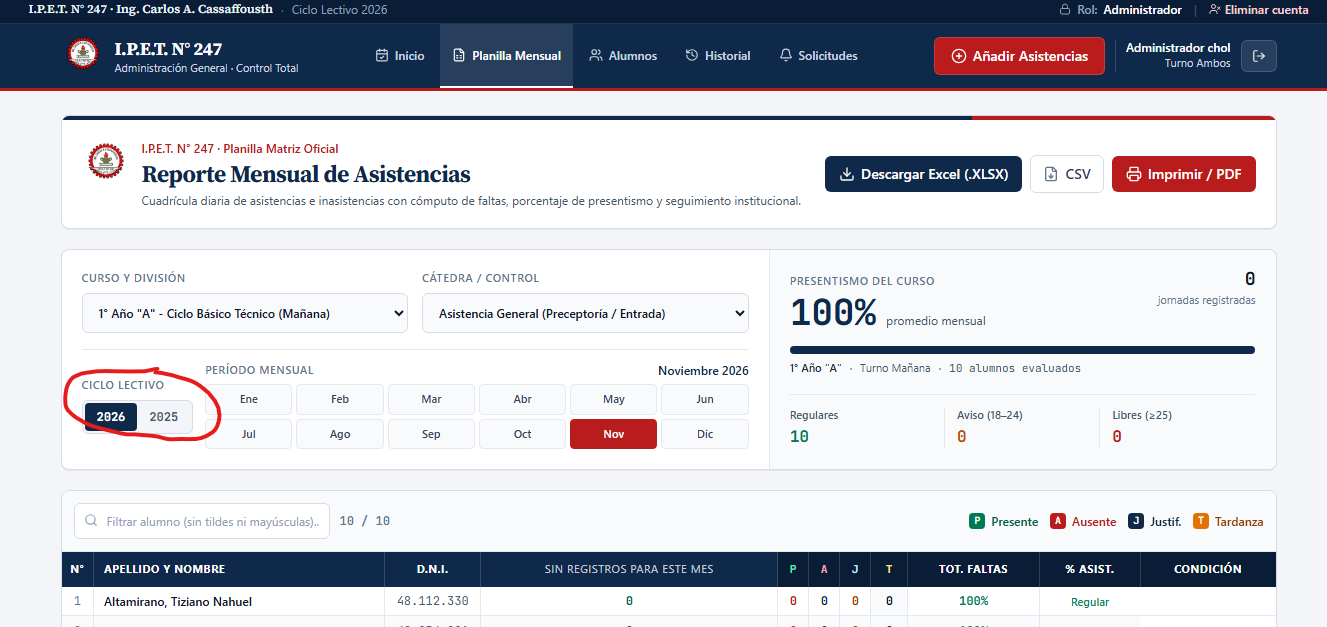 I.P.E.T. N° 247 · Ing. Carlos A. Cassaffousth · Ciclo Lectivo 2026
Rol: Administrador
Eliminar cuenta
I.P.E.T. N° 247
Administración General · Control Total
Inicio
Planilla Mensual
Alumnos
Historial
Solicitudes
Añadir Asistencias
Administrador chol
Turno Ambos
I.P.E.T. N° 247 · Planilla Matriz Oficial
Reporte Mensual de Asistencias
Cuadrícula diaria de asistencias e inasistencias con cómputo de faltas, porcentaje de presentismo y seguimiento institucional.
Descargar Excel (.XLSX)
CSV
Imprimir / PDF
CURSO Y DIVISIÓN
1° Año "A" - Ciclo Básico Técnico (Mañana)
CÁTEDRA / CONTROL
Asistencia General (Preceptoría / Entrada)
CICLO LECTIVO
2026 2025
PERÍODO MENSUAL
Noviembre 2026
Ene Feb Mar Abr May Jun
Jul Ago Sep Oct Nov Dic
PRESENTISMO DEL CURSO
100% promedio mensual
0
jornadas registradas
1° Año "A" · Turno Mañana · 10 alumnos evaluados
Regulares
10
Aviso (18–24)
0
Libres (≥25)
0
Filtrar alumno (sin tildes ni mayúsculas)..
10 / 10
P Presente A Ausente J Justif. T Tardanza
N° APELLIDO Y NOMBRE D.N.I. SIN REGISTROS PARA ESTE MES P A J T TOT. FALTAS % ASIST. CONDICIÓN
1 Altamirano, Tiziano Nahuel 48.112.330 0 0 0 0 0 100% Regular